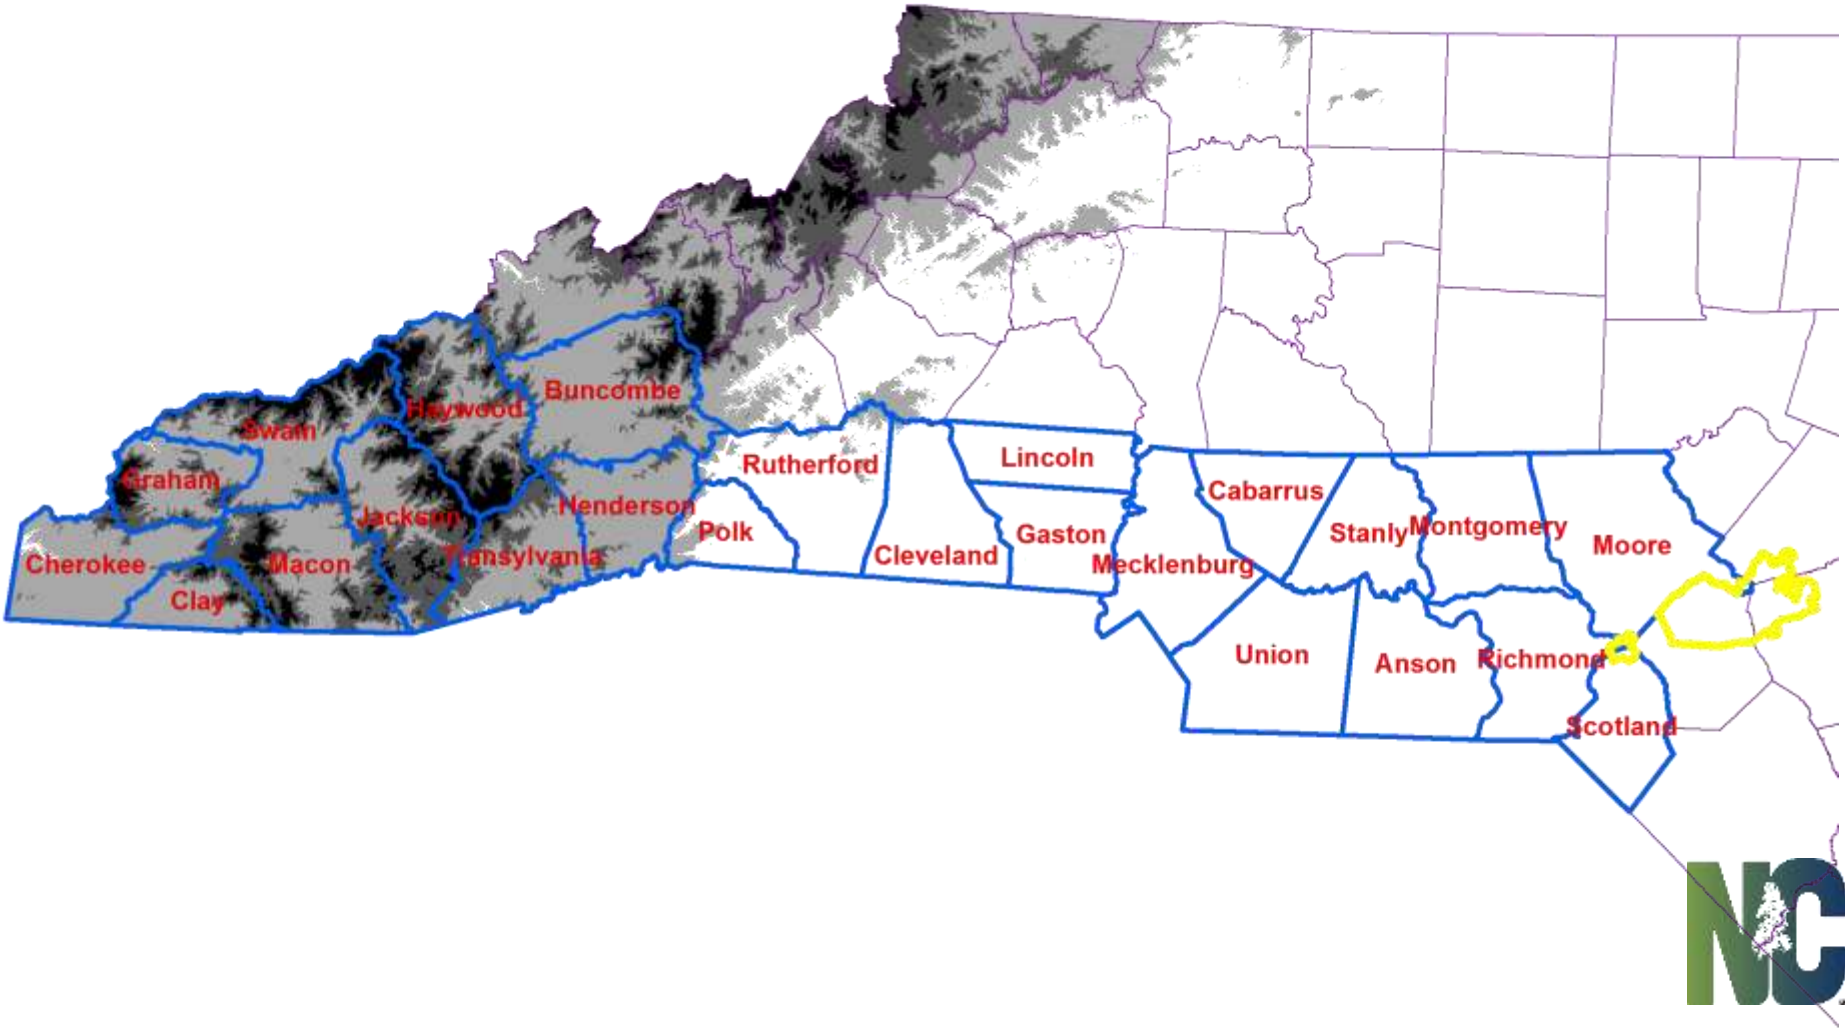 Buncombe
Haywood
Swain
Rutherford
Lincoln
Graham
Cabarrus
Henderson
Jackson
Polk
Gaston
Stanly
Montgomery
Moore
Cherokee
Macon
Transylvania
Cleveland
Mecklenburg
Clay
Union
Anson
Richmond
Scotland
NC